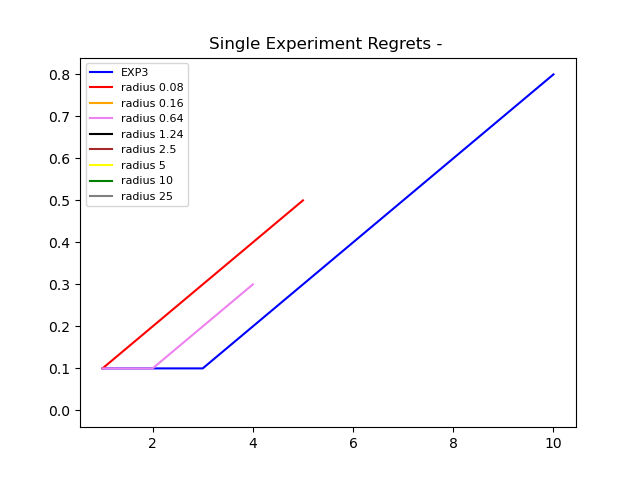 Single Experiment Regrets -
EXP3
radius 0.08
radius 0.16
radius 0.64
radius 1.24
radius 2.5
radius 5
radius 10
radius 25
0.8
0.7
0.6
0.5
0.4
0.3
0.2
0.1
0.0
2 4 6 8 10